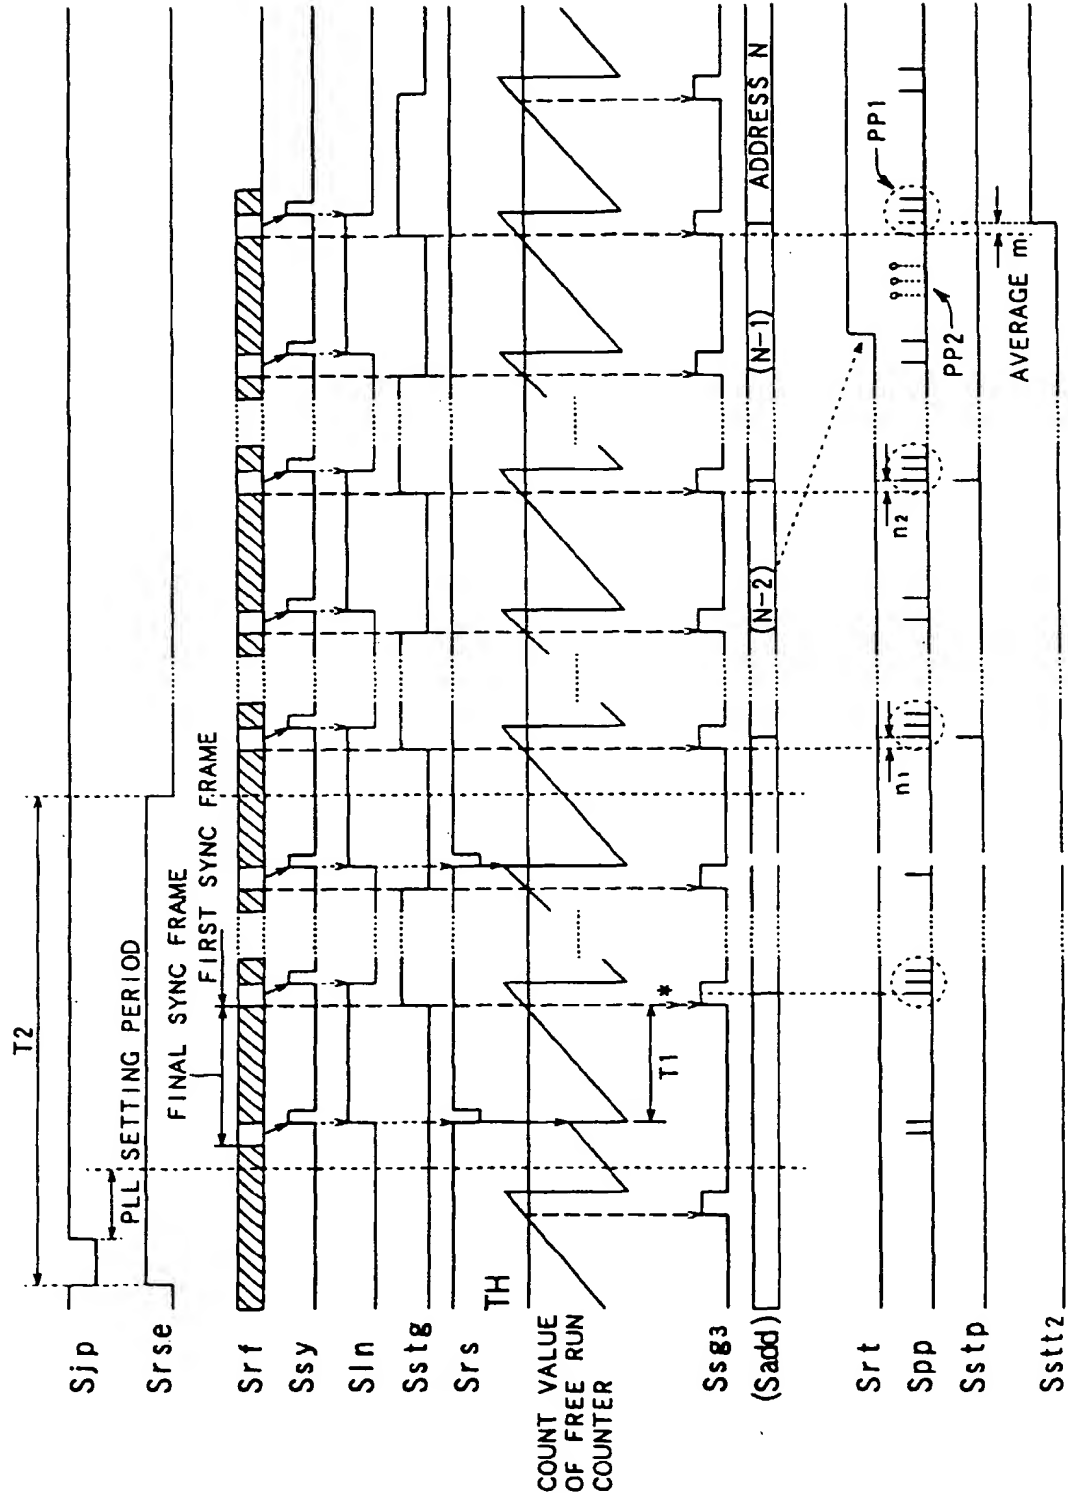 Sjp
Srse
Srf
Ssy
Sln
Sstg
Srs
TH
COUNT VALUE
OF FREE RUN
COUNTER
Ssg3
(Sadd)
Srt
Spp
Sstp
Sstt2
T2
PLL SETTING PERIOD
FINAL SYNC FRAME
FIRST SYNC FRAME
T1
*
(N-2)
(N-1)
ADDRESS N
n1
n2
PP2
PP1
AVERAGE m